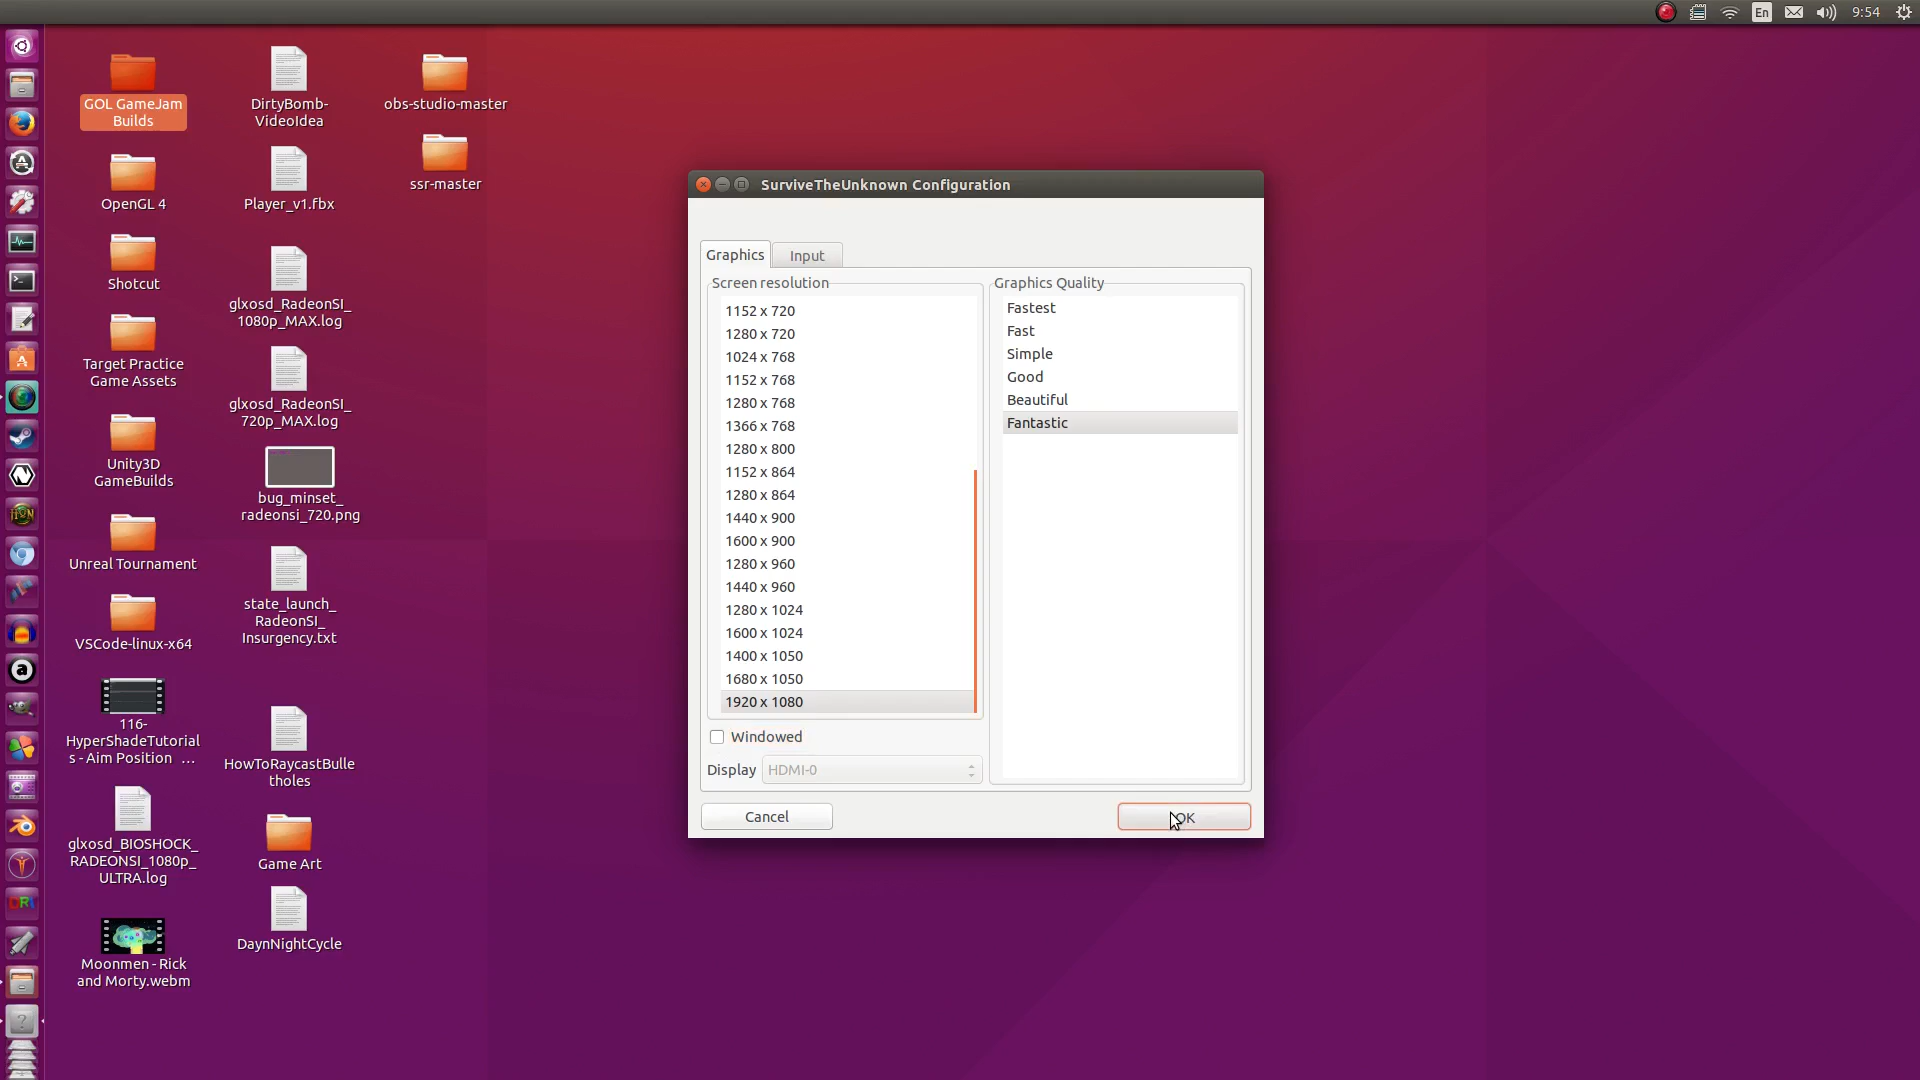 En
9:54
GOL GameJam
Builds
OpenGL 4
Shotcut
Target Practice
Game Assets
Unity3D
GameBuilds
Unreal Tournament
VSCode-linux-x64
116-
HyperShadeTutorial
s - Aim Position ...
glxosd_BIOSHOCK_
RADEONSI_1080p_
ULTRA.log
Moonmen - Rick
and Morty.webm
DirtyBomb-
VideoIdea
Player_v1.fbx
glxosd_RadeonSI_
1080p_MAX.log
glxosd_RadeonSI_
720p_MAX.log
bug_minset_
radeonsi_720.png
state_launch_
RadeonSI_
Insurgency.txt
HowToRaycastBulle
tholes
Game Art
DaynNightCycle
obs-studio-master
ssr-master
SurviveTheUnknown Configuration
Graphics
Input
Screen resolution
1152 x 720
1280 x 720
1024 x 768
1152 x 768
1280 x 768
1366 x 768
1280 x 800
1152 x 864
1280 x 864
1440 x 900
1600 x 900
1280 x 960
1440 x 960
1280 x 1024
1600 x 1024
1400 x 1050
1680 x 1050
1920 x 1080
Windowed
Display HDMI-0
Graphics Quality
Fastest
Fast
Simple
Good
Beautiful
Fantastic
Cancel
OK